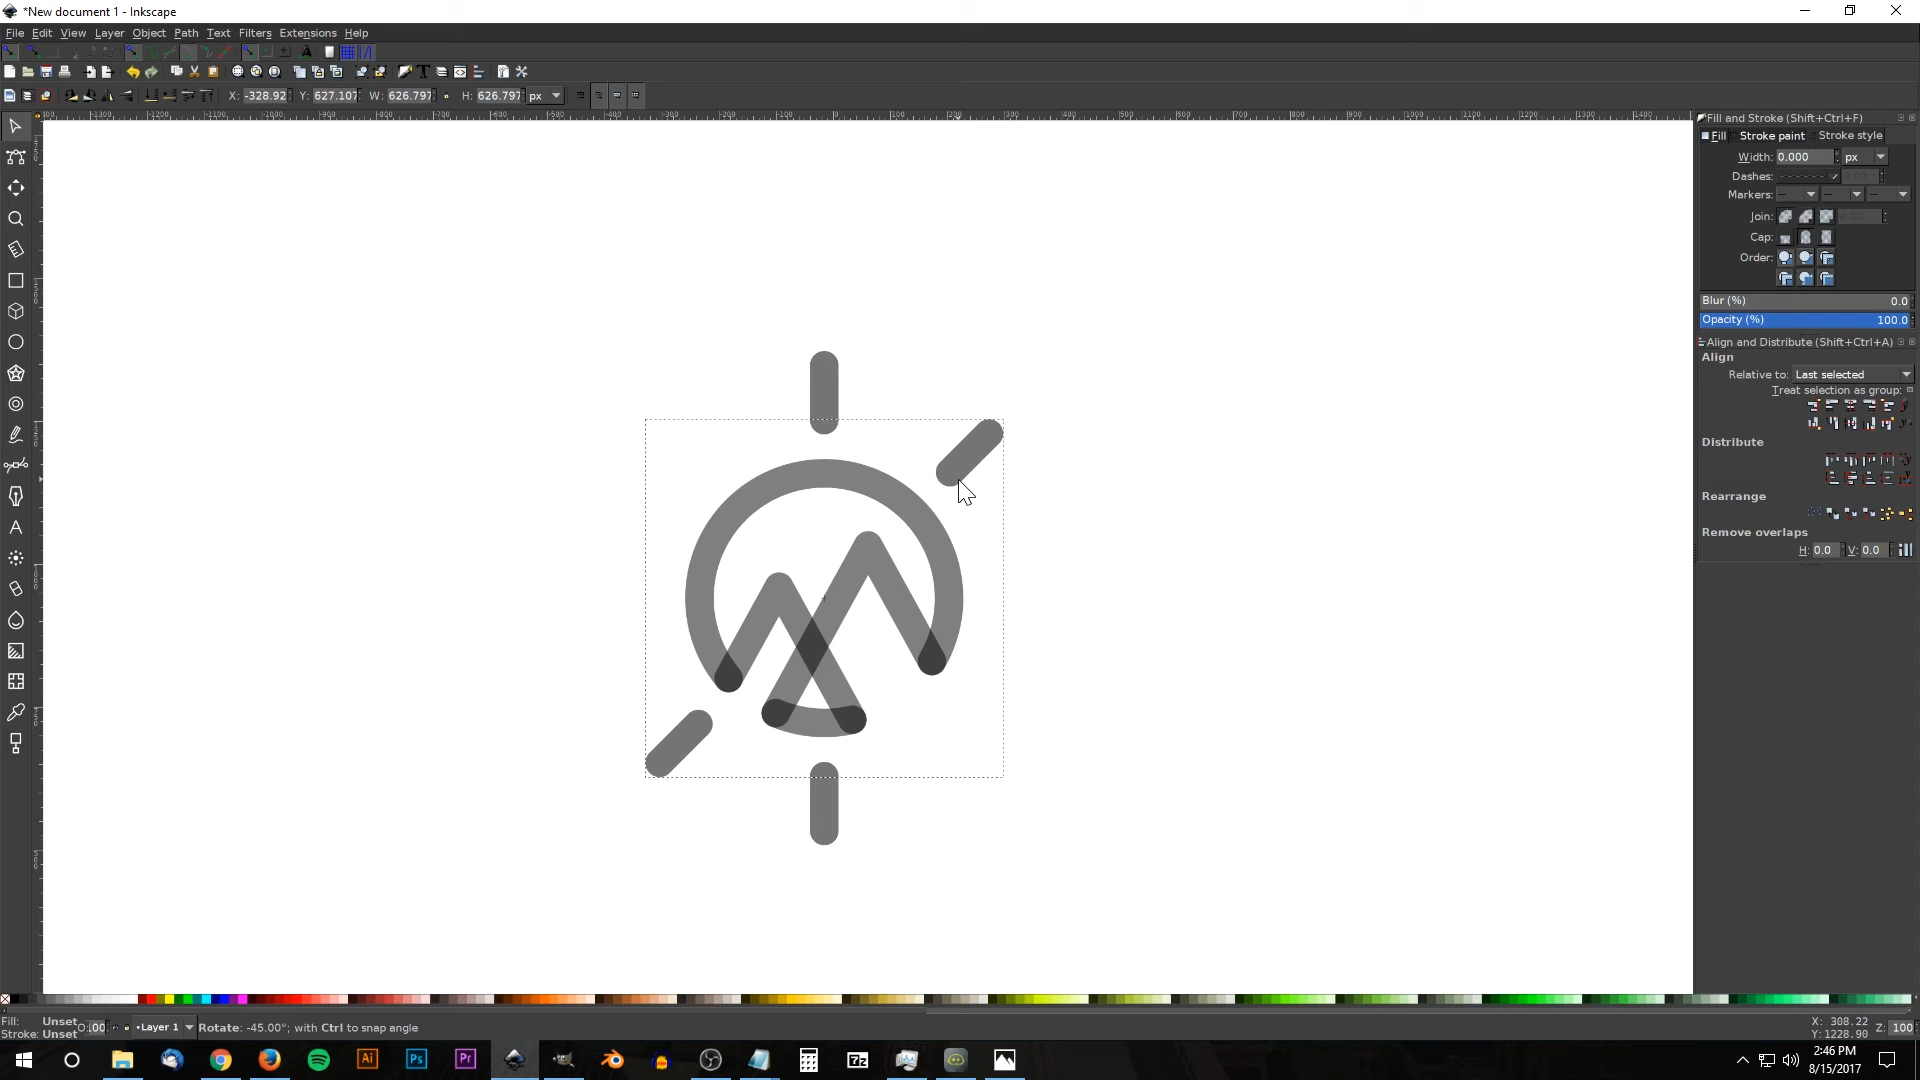 *New document 1 - Inkscape
File Edit View Layer Object Path Text Filters Extensions Help
X: -328.92 Y: 627.107 W: 626.797 H: 626.797 px
Fill and Stroke (Shift+Ctrl+F)
Fill Stroke paint Stroke style
Width: 0.000 px
Dashes:
Markers:
Join:
Cap:
Order:
Blur (%) 0.0
Opacity (%) 100.0
Align and Distribute (Shift+Ctrl+A)
Align
Relative to: Last selected
Treat selection as group:
Distribute
Rearrange
Remove overlaps
H: 0.0 V: 0.0
Fill: Unset
Stroke: Unset
O: .00 •Layer 1 Rotate: -45.00°; with Ctrl to snap angle
X: 308.22
Y: 1228.90
Z: 100
Ai Ps Pr 7z
2:46 PM
8/15/2017